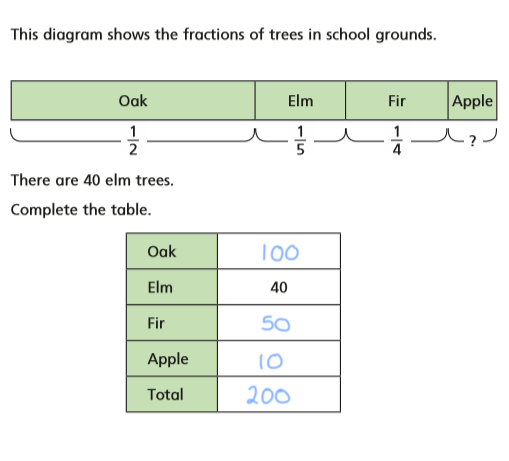 This diagram shows the fractions of trees in school grounds.
Oak Elm Fir Apple
1/2 1/5 1/4 ?
There are 40 elm trees.
Complete the table.
Oak 100
Elm 40
Fir 50
Apple 10
Total 200